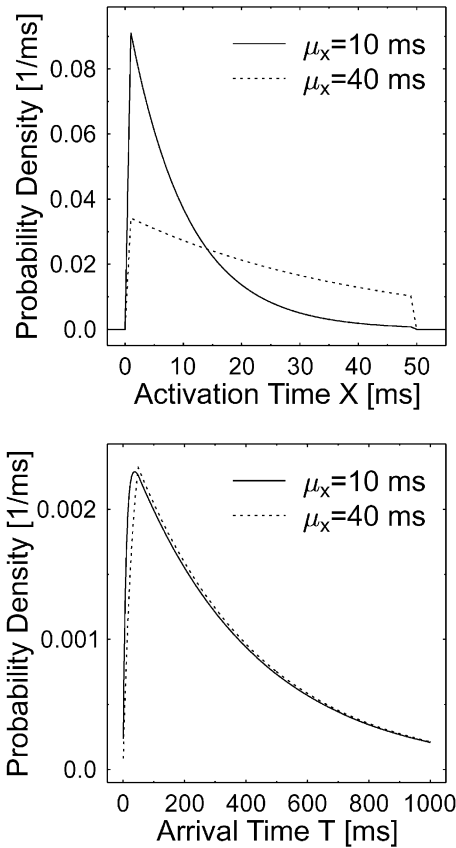 Probability Density [1/ms]
0.08
0.06
0.04
0.02
0.0
μx=10 ms
μx=40 ms
0 10 20 30 40 50
Activation Time X [ms]
Probability Density [1/ms]
0.002
0.001
0.0
μx=10 ms
μx=40 ms
0 200 400 600 800 1000
Arrival Time T [ms]